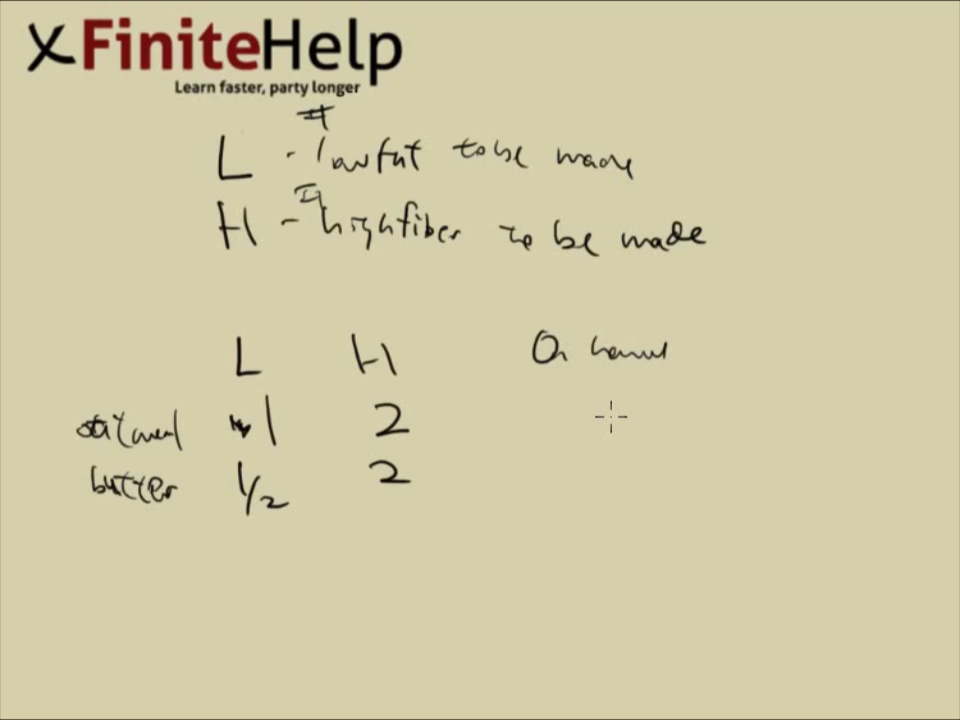 xFiniteHelp
Learn faster, party longer
#
L - lowfat to be made
#
H - highfiber to be made
L H On hand
oatmeal 1 2
butter 1/2 2